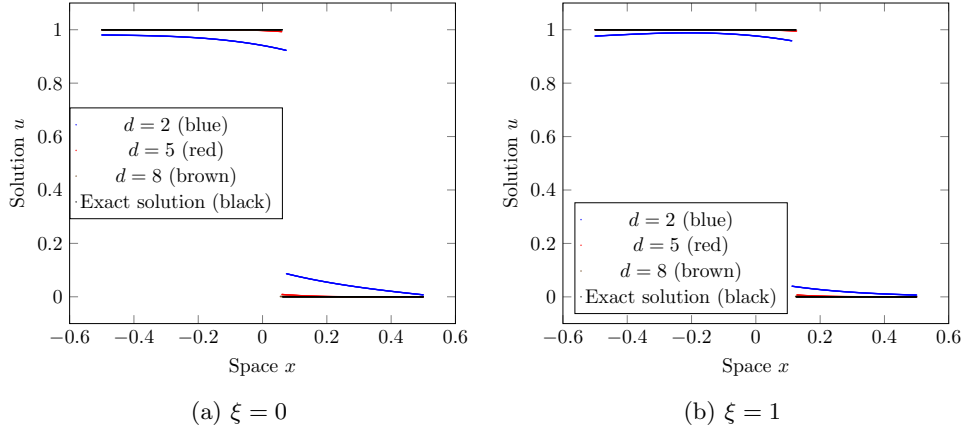 1
0.8
0.6
0.4
0.2
0
Solution u
d = 2 (blue)
d = 5 (red)
d = 8 (brown)
Exact solution (black)
−0.6 −0.4 −0.2 0 0.2 0.4 0.6
Space x
(a) ξ = 0
1
0.8
0.6
0.4
0.2
0
Solution u
d = 2 (blue)
d = 5 (red)
d = 8 (brown)
Exact solution (black)
−0.6 −0.4 −0.2 0 0.2 0.4 0.6
Space x
(b) ξ = 1